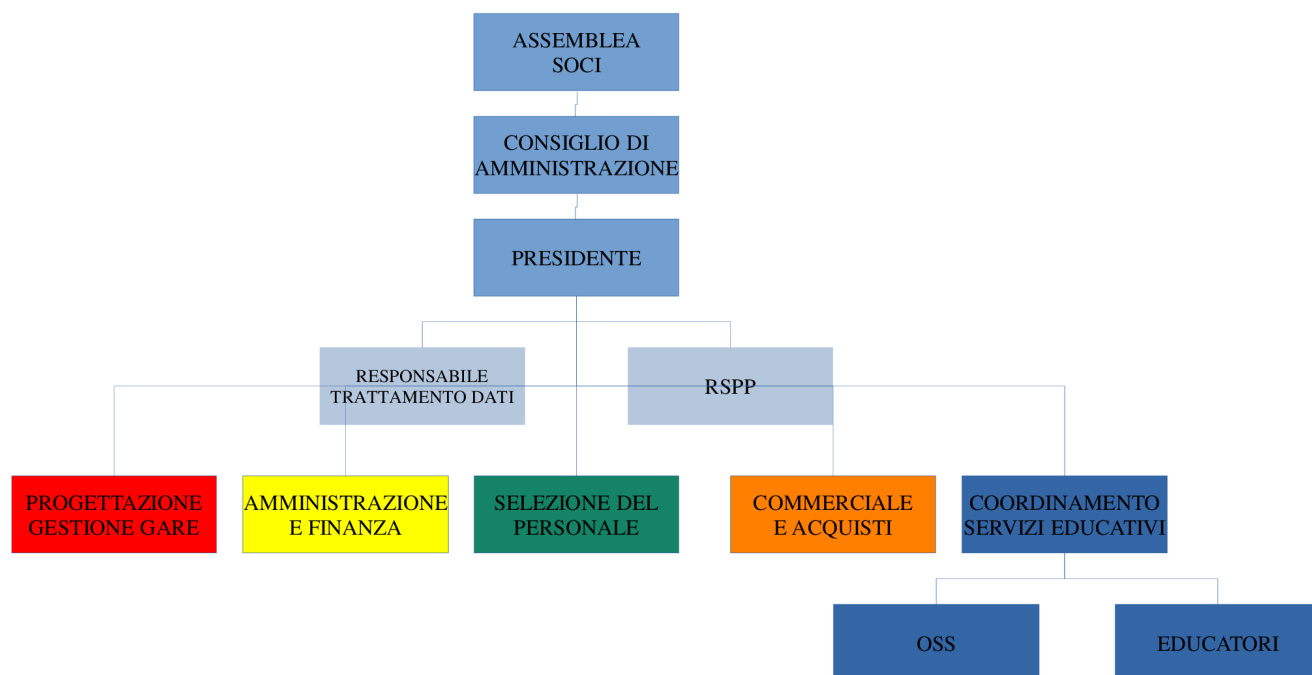 ASSEMBLEA
SOCI
CONSIGLIO DI
AMMINISTRAZIONE
PRESIDENTE
RESPONSABILE
TRATTAMENTO DATI
RSPP
PROGETTAZIONE
GESTIONE GARE
AMMINISTRAZIONE
E FINANZA
SELEZIONE DEL
PERSONALE
COMMERCIALE
E ACQUISTI
COORDINAMENTO
SERVIZI EDUCATIVI
OSS
EDUCATORI